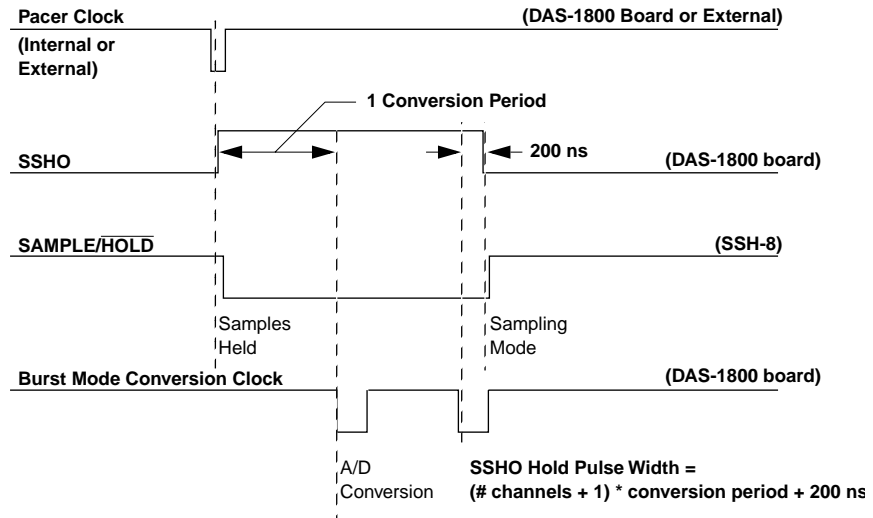 Pacer Clock (DAS-1800 Board or External)
(Internal or
External)
1 Conversion Period
200 ns
SSHO (DAS-1800 board)
SAMPLE/HOLD (SSH-8)
Samples
Held
Sampling
Mode
Burst Mode Conversion Clock (DAS-1800 board)
A/D
Conversion
SSHO Hold Pulse Width =
(# channels + 1) * conversion period + 200 ns